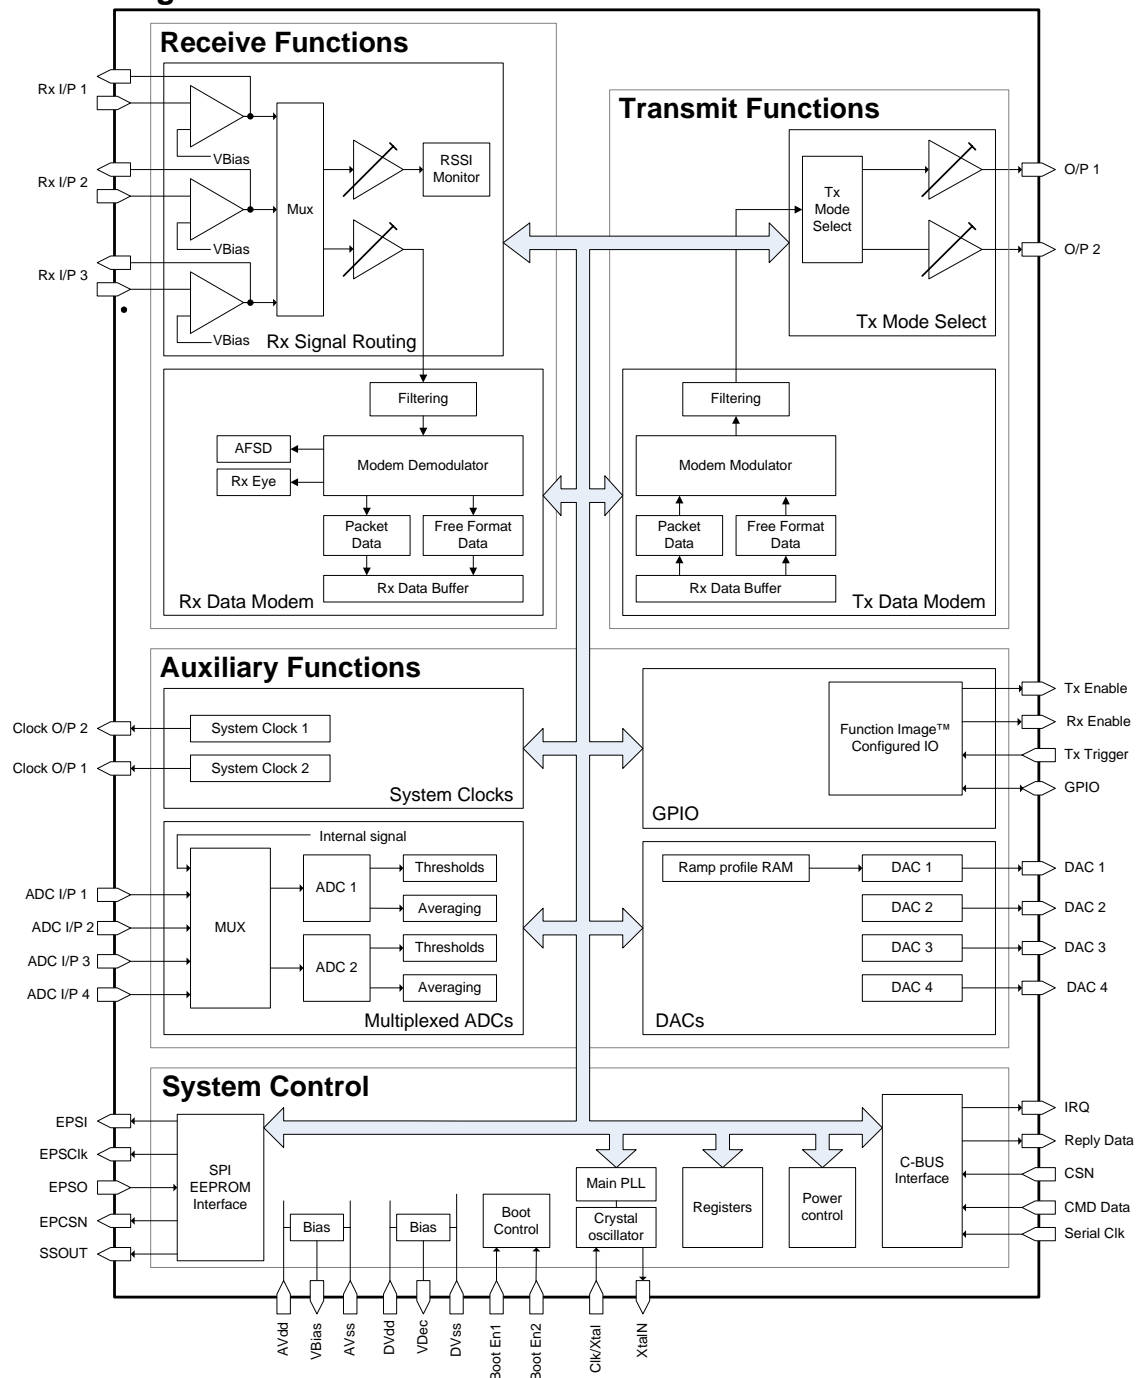 Receive Functions
Rx I/P 1
VBias
Rx I/P 2
VBias
Rx I/P 3
VBias
Mux
RSSI
Monitor
Rx Signal Routing
Transmit Functions
Tx
Mode
Select
O/P 1
O/P 2
Tx Mode Select
Filtering
AFSD
Rx Eye
Modem Demodulator
Packet
Data
Free Format
Data
Rx Data Buffer
Rx Data Modem
Filtering
Modem Modulator
Packet
Data
Free Format
Data
Rx Data Buffer
Tx Data Modem
Auxiliary Functions
Clock O/P 2
System Clock 1
Clock O/P 1
System Clock 2
System Clocks
Function Image™
Configured IO
Tx Enable
Rx Enable
Tx Trigger
GPIO
GPIO
Internal signal
ADC I/P 1
ADC I/P 2
ADC I/P 3
ADC I/P 4
MUX
ADC 1
Thresholds
Averaging
ADC 2
Thresholds
Averaging
Multiplexed ADCs
Ramp profile RAM
DAC 1
DAC 1
DAC 2
DAC 2
DAC 3
DAC 3
DAC 4
DAC 4
DACs
System Control
EPSI
EPSClk
EPSO
EPCSN
SSOUT
SPI
EEPROM
Interface
Bias
Bias
Boot
Control
Main PLL
Crystal
oscillator
Registers
Power
control
C-BUS
Interface
IRQ
Reply Data
CSN
CMD Data
Serial Clk
AVdd
VBias
AVss
DVdd
VDec
DVss
Boot En1
Boot En2
Clk/Xtal
XtalN